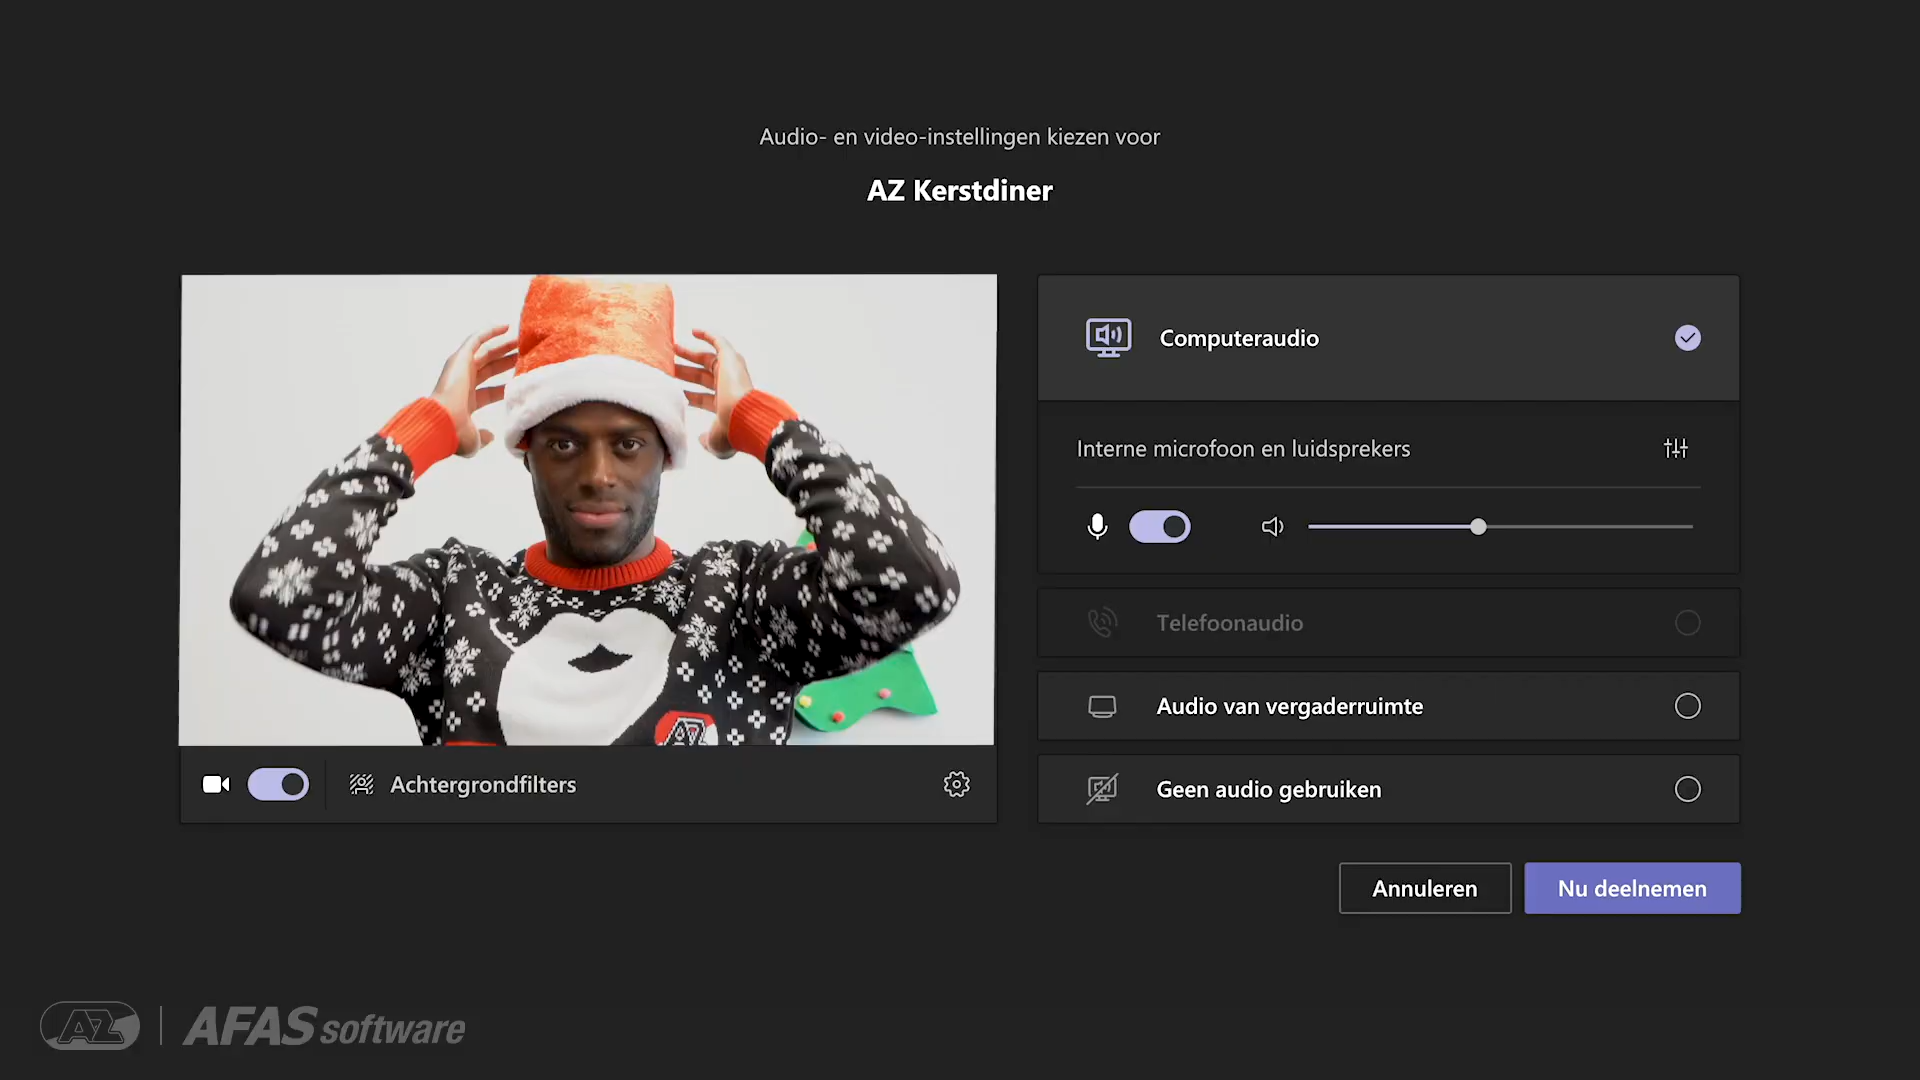 Audio- en video-instellingen kiezen voor
AZ Kerstdiner
Computeraudio
Interne microfoon en luidsprekers
Telefoonaudio
Audio van vergaderruimte
Geen audio gebruiken
AZ
Achtergrondfilters
Annuleren
Nu deelnemen
AZ
AFAS software